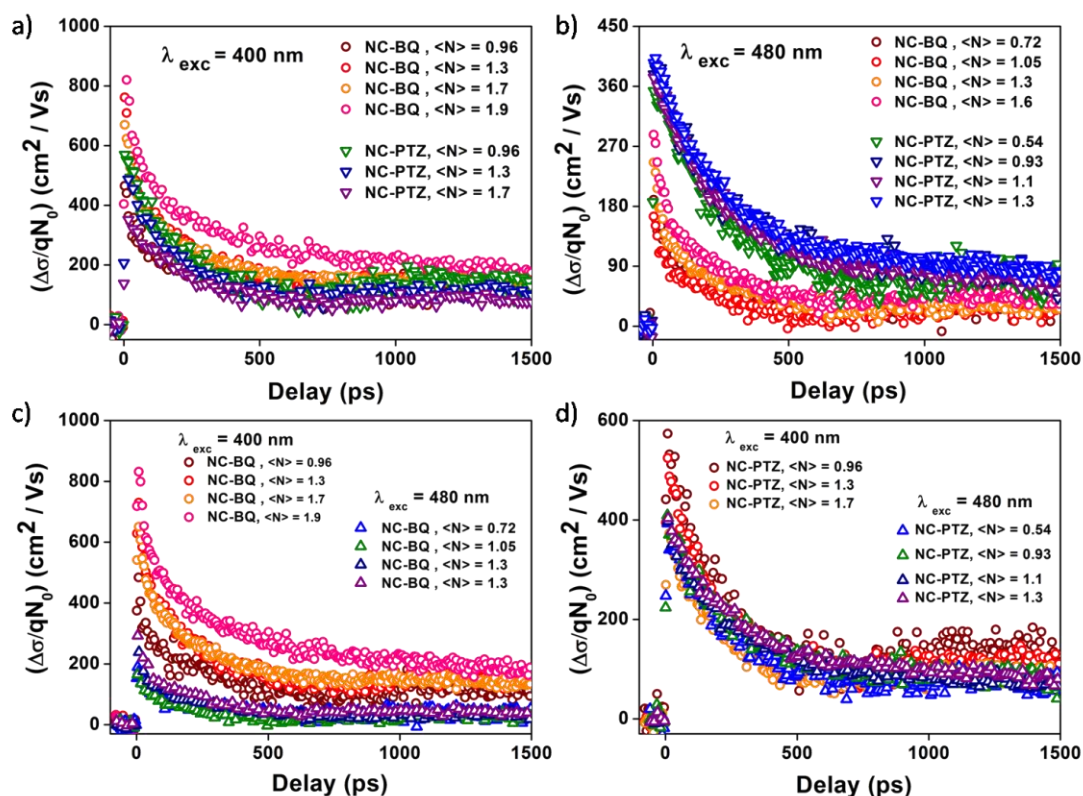 a)
λ exc = 400 nm
NC-BQ , <N> = 0.96
NC-BQ , <N> = 1.3
NC-BQ , <N> = 1.7
NC-BQ , <N> = 1.9
NC-PTZ, <N> = 0.96
NC-PTZ, <N> = 1.3
NC-PTZ, <N> = 1.7
1000
800
600
400
200
0
(Δσ/qN₀) (cm² / Vs)
0 500 1000 1500
Delay (ps)
b)
λ exc = 480 nm
NC-BQ , <N> = 0.72
NC-BQ , <N> = 1.05
NC-BQ , <N> = 1.3
NC-BQ , <N> = 1.6
NC-PTZ, <N> = 0.54
NC-PTZ, <N> = 0.93
NC-PTZ, <N> = 1.1
NC-PTZ, <N> = 1.3
450
360
270
180
90
0
(Δσ/qN₀) (cm² / Vs)
0 500 1000 1500
Delay (ps)
c)
λ exc = 400 nm
NC-BQ , <N> = 0.96
NC-BQ , <N> = 1.3
NC-BQ , <N> = 1.7
NC-BQ, <N> = 1.9
λ exc = 480 nm
NC-BQ , <N> = 0.72
NC-BQ , <N> = 1.05
NC-BQ , <N> = 1.3
NC-BQ , <N> = 1.3
1000
800
600
400
200
0
(Δσ/qN₀) (cm² / Vs)
0 500 1000 1500
Delay (ps)
d)
λ exc = 400 nm
NC-PTZ, <N> = 0.96
NC-PTZ, <N> = 1.3
NC-PTZ, <N> = 1.7
λ exc = 480 nm
NC-PTZ, <N> = 0.54
NC-PTZ, <N> = 0.93
NC-PTZ, <N> = 1.1
NC-PTZ, <N> = 1.3
600
400
200
0
(Δσ/qN₀) (cm² / Vs)
0 500 1000 1500
Delay (ps)